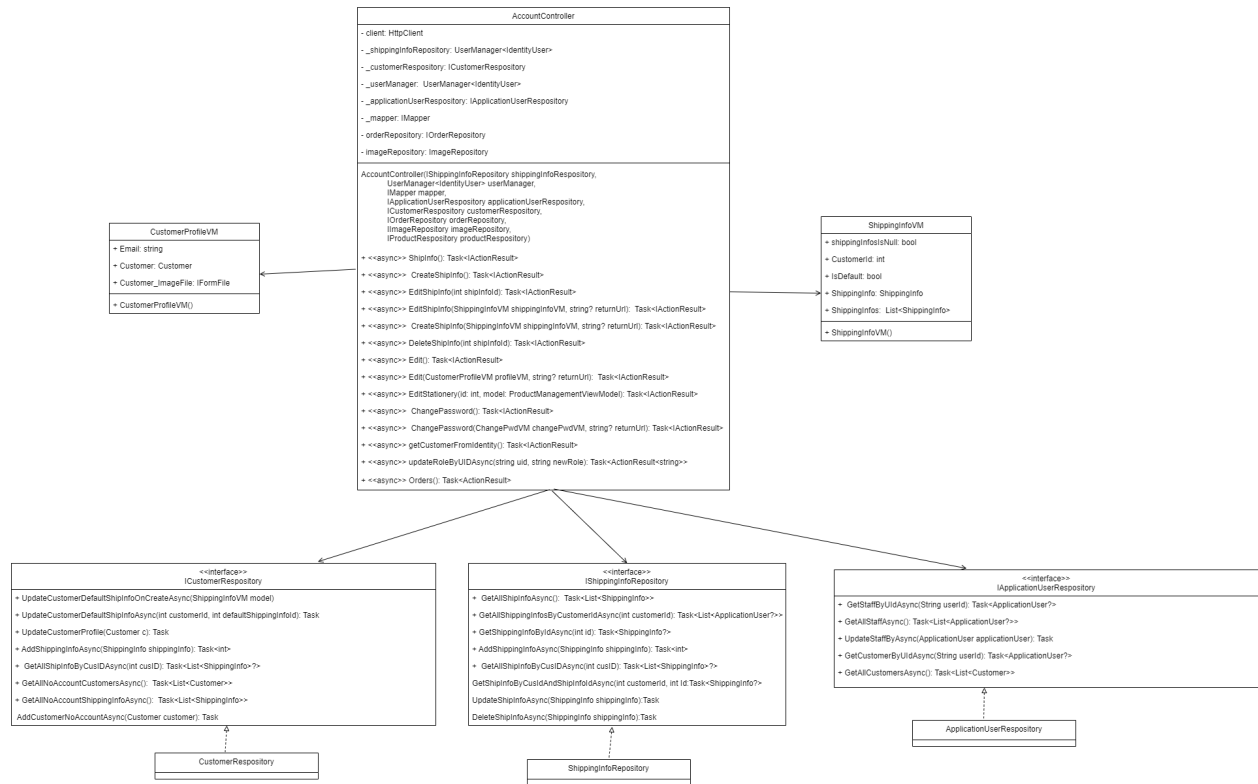 AccountController
- client: HttpClient
- _shippingInfoRepository: UserManager<IdentityUser>
- _customerRespository: ICustomerRespository
- _userManager:  UserManager<IdentityUser>
- _applicationUserRespository: IApplicationUserRespository
- _mapper: IMapper
- orderRepository: IOrderRepository
- imageRepository: ImageRepository
AccountController(IShippingInfoRepository shippingInfoRespository,
UserManager<IdentityUser> userManager,
IMapper mapper,
IApplicationUserRespository applicationUserRespository,
ICustomerRespository customerRespository,
IOrderRepository orderRepository,
IImageRepository imageRepository,
IProductRespository productRespository)
+ <<async>> ShipInfo(): Task<IActionResult>
+ <<async>>  CreateShipInfo(): Task<IActionResult>
+ <<async>> EditShipInfo(int shipInfoId): Task<IActionResult>
+ <<async>> EditShipInfo(ShippingInfoVM shippingInfoVM, string? returnUrl):  Task<IActionResult>
+ <<async>>  CreateShipInfo(ShippingInfoVM shippingInfoVM, string? returnUrl): Task<IActionResult>
+ <<async>> DeleteShipInfo(int shipInfoId): Task<IActionResult>
+ <<async>> Edit(): Task<IActionResult>
+ <<async>> Edit(CustomerProfileVM profileVM, string? returnUrl):  Task<IActionResult>
+ <<async>> EditStationery(id: int, model: ProductManagementViewModel): Task<IActionResult>
+ <<async>>  ChangePassword(): Task<IActionResult>
+ <<async>>  ChangePassword(ChangePwdVM changePwdVM, string? returnUrl): Task<IActionResult>
+ <<async>> getCustomerFromIdentity(): Task<IActionResult>
+ <<async>> updateRoleByUIDAsync(string uid, string newRole): Task<ActionResult<string>>
+ <<async>> Orders(): Task<ActionResult>
CustomerProfileVM
+ Email: string
+ Customer: Customer
+ Customer_ImageFile: IFormFile
+ CustomerProfileVM()
ShippingInfoVM
+ shippingInfosIsNull: bool
+ CustomerId: int
+ IsDefault: bool
+ ShippingInfo: ShippingInfo
+ ShippingInfos:  List<ShippingInfo>
+ ShippingInfoVM()
<<interface>>
ICustomerRespository
+ UpdateCustomerDefaultShipInfoOnCreateAsync(ShippingInfoVM model)
+ UpdateCustomerDefaultShipInfoAsync(int customerId, int defaultShippingInfoId): Task
+ UpdateCustomerProfile(Customer c): Task
+ AddShippingInfoAsync(ShippingInfo shippingInfo): Task<int>
+  GetAllShipInfoByCusIDAsync(int cusID): Task<List<ShippingInfo>?>
+ GetAllNoAccountCustomersAsync():  Task<List<Customer>>
+ GetAllNoAccountShippingInfoAsync():  Task<List<ShippingInfo>>
AddCustomerNoAccountAsync(Customer customer): Task
CustomerRespository
<<interface>>
IShippingInfoRepository
+  GetAllShipInfoAsync():  Task<List<ShippingInfo>>
+ GetAllShippingInfosByCustomerIdAsync(int customerId): Task<List<ApplicationUser?>>
+ GetShippingInfoByIdAsync(int id): Task<ShippingInfo?>
+ AddShippingInfoAsync(ShippingInfo shippingInfo): Task<int>
+  GetAllShipInfoByCusIDAsync(int cusID): Task<List<ShippingInfo>?>
GetShipInfoByCusIdAndShipInfoIdAsync(int customerId, int Id:Task<ShippingInfo?>
UpdateShipInfoAsync(ShippingInfo shippingInfo):Task
DeleteShipInfoAsync(ShippingInfo shippingInfo):Task
ShippingInfoRepository
<<interface>>
IApplicationUserRespository
+  GetStaffByUIdAsync(String userId): Task<ApplicationUser?>
+ GetAllStaffAsync(): Task<List<ApplicationUser?>>
+ UpdateStaffByAsync(ApplicationUser applicationUser): Task
+ GetCustomerByUidAsync(String userId): Task<ApplicationUser?>
+ GetAllCustomersAsync(): Task<List<Customer>>
ApplicationUserRespository